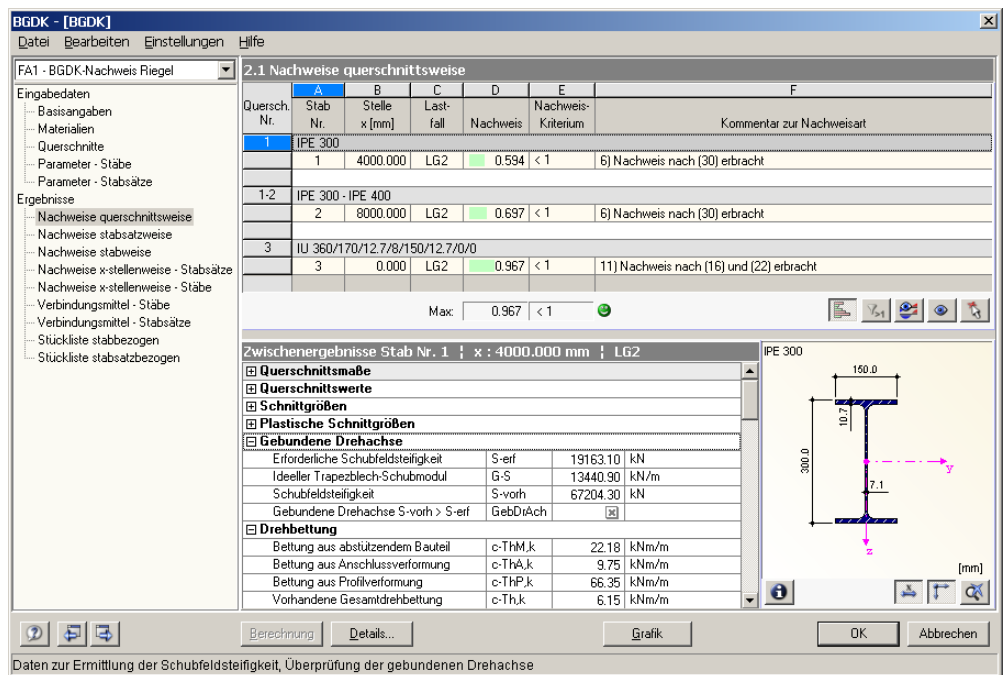 BGDK - [BGDK]
Datei Bearbeiten Einstellungen Hilfe
FA1 - BGDK-Nachweis Riegel
Eingabedaten
Basisangaben
Materialien
Querschnitte
Parameter - Stäbe
Parameter - Stabsätze
Ergebnisse
Nachweise querschnittsweise
Nachweise stabsatzweise
Nachweise stabweise
Nachweise x-stellenweise - Stabsätze
Nachweise x-stellenweise - Stäbe
Verbindungsmittel - Stäbe
Verbindungsmittel - Stabsätze
Stückliste stabbezogen
Stückliste stabsatzbezogen
2.1 Nachweise querschnittsweise
A B C D E F
Quersch. Stab Stelle Last- Nachweis-
Nr. Nr. x [mm] fall Nachweis Kriterium Kommentar zur Nachweisart
1 IPE 300
1 4000.000 LG2 0.594 < 1 6) Nachweis nach (30) erbracht
1-2 IPE 300 - IPE 400
2 8000.000 LG2 0.697 < 1 6) Nachweis nach (30) erbracht
3 IU 360/170/12.7/8/150/12.7/0/0
3 0.000 LG2 0.967 < 1 11) Nachweis nach (16) und (22) erbracht
Max: 0.967 < 1
Zwischenergebnisse Stab Nr. 1 ¦ x : 4000.000 mm ¦ LG2
Querschnittsmaße
Querschnittswerte
Schnittgrößen
Plastische Schnittgrößen
Gebundene Drehachse
Erforderliche Schubfeldsteifigkeit S-erf 19163.10 kN
Ideeller Trapezblech-Schubmodul G-S 13440.90 kN/m
Schubfeldsteifigkeit S-vorh 67204.30 kN
Gebundene Drehachse S-vorh > S-erf GebDrAch
Drehbettung
Bettung aus abstützendem Bauteil c-ThM,k 22.18 kNm/m
Bettung aus Anschlussverformung c-ThA,k 9.75 kNm/m
Bettung aus Profilverformung c-ThP,k 66.35 kNm/m
Vorhandene Gesamtdrehbettung c-Th,k 6.15 kNm/m
IPE 300
150.0
10.7
300.0
7.1
y
z
[mm]
Berechnung Details... Grafik OK Abbrechen
Daten zur Ermittlung der Schubfeldsteifigkeit, Überprüfung der gebundenen Drehachse